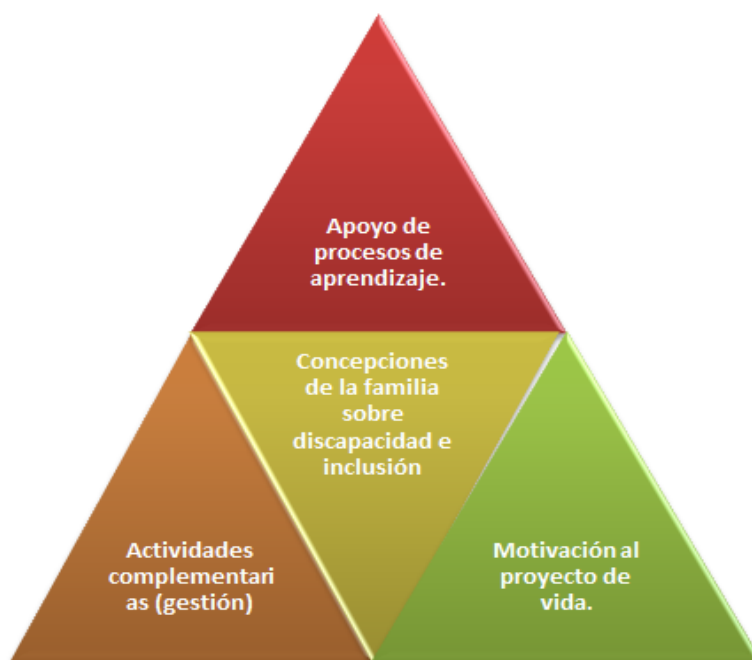 Apoyo de
procesos de
aprendizaje.
Concepciones
de la familia
sobre
discapacidad e
inclusión
Actividades
complementari
as (gestión)
Motivación al
proyecto de
vida.